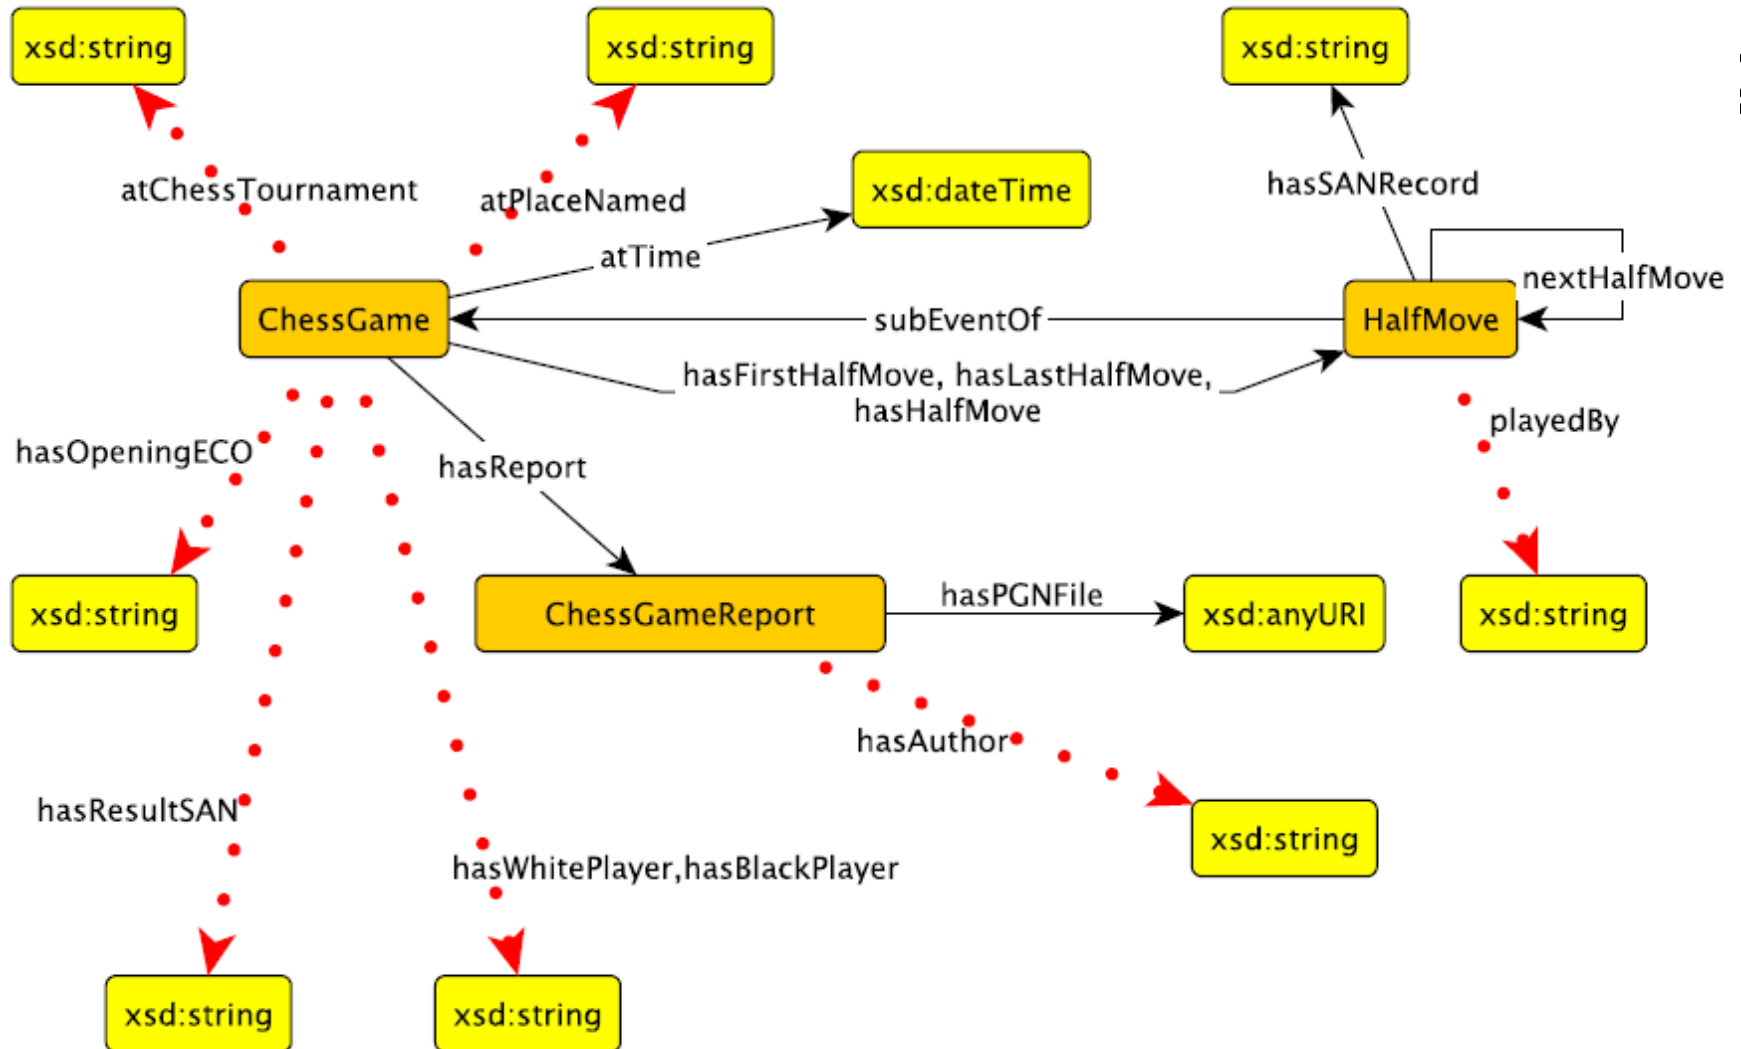 xsd:string
xsd:string
xsd:string
xsd:dateTime
atChessTournament
atPlaceNamed
hasSANRecord
atTime
nextHalfMove
ChessGame
subEventOf
HalfMove
hasFirstHalfMove, hasLastHalfMove,
hasHalfMove
playedBy
hasOpeningECO
hasReport
xsd:string
ChessGameReport
hasPGNFile
xsd:anyURI
xsd:string
hasAuthor
hasResultSAN
xsd:string
hasWhitePlayer,hasBlackPlayer
xsd:string
xsd:string